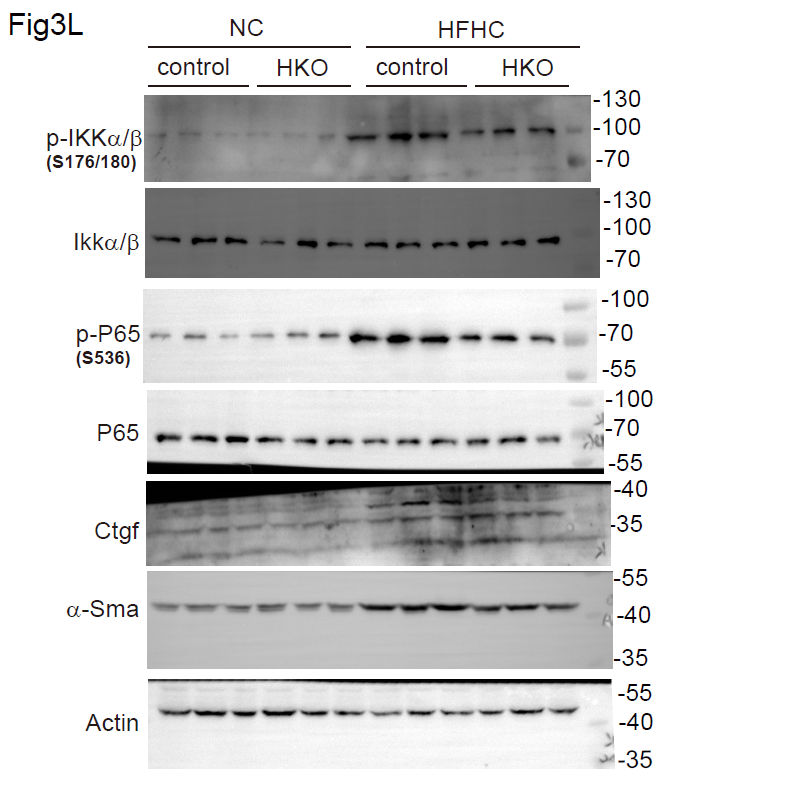 Fig3L
NC HFHC
control HKO control HKO
-130
p-IKKα/β -100
(S176/180) -70
-130
Ikkα/β -100
-70
-100
p-P65 -70
(S536) -55
-100
P65 -70
-55
-40
Ctgf -35
-55
α-Sma -40
-35
-55
Actin -40
-35